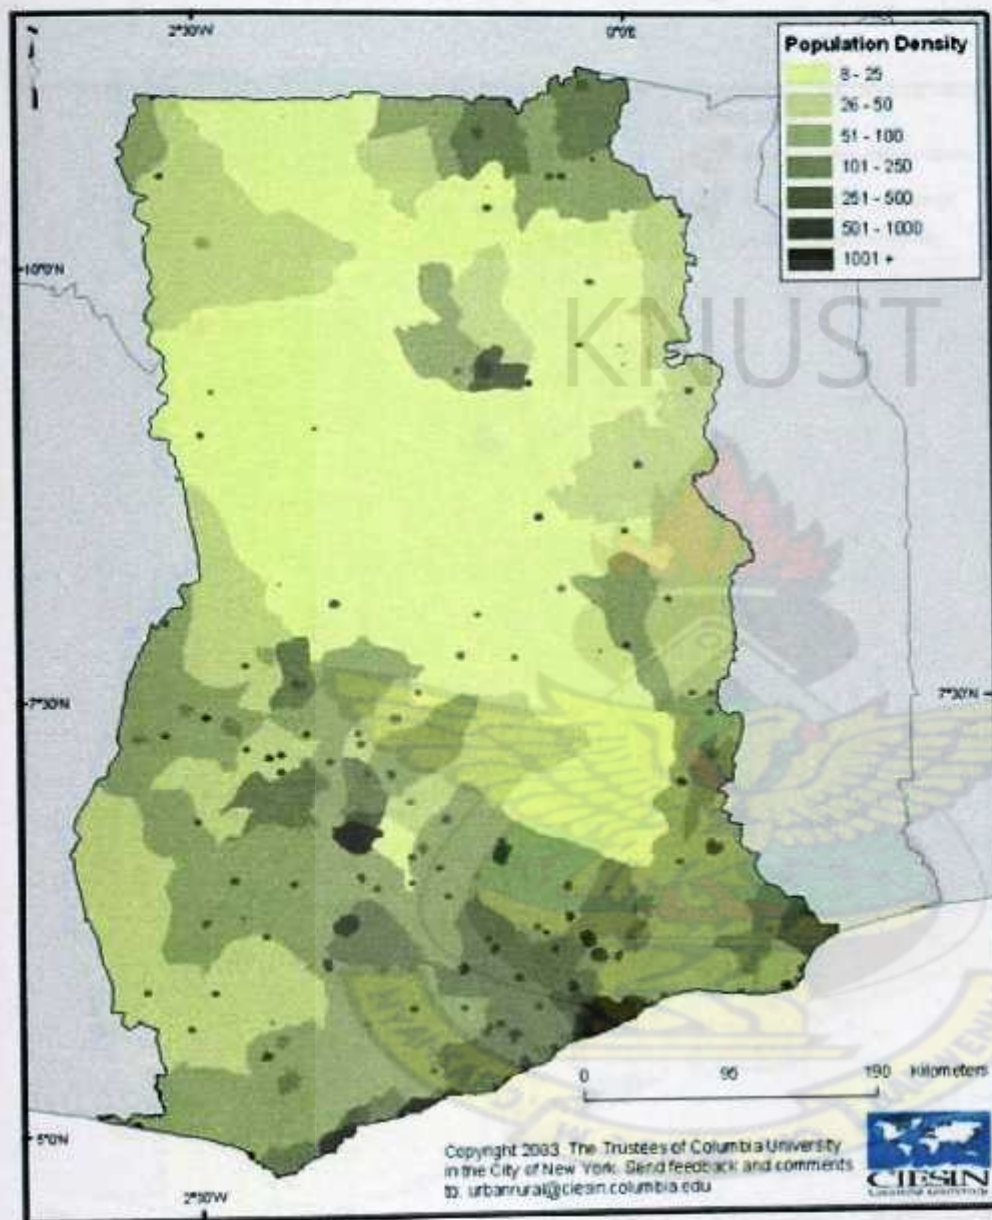 2°30'W
0°0'E
Population Density
8 - 25
26 - 50
51 - 100
101 - 250
251 - 500
501 - 1000
1001 +
10°0'N
KNUST
7°30'N
7°30'N
0 95 190 Kilometers
5°0'N
Copyright 2003. The Trustees of Columbia University
in the City of New York. Send feedback and comments
to: urbanrural@ciesin.columbia.edu
CIESIN
Columbia University
2°30'W